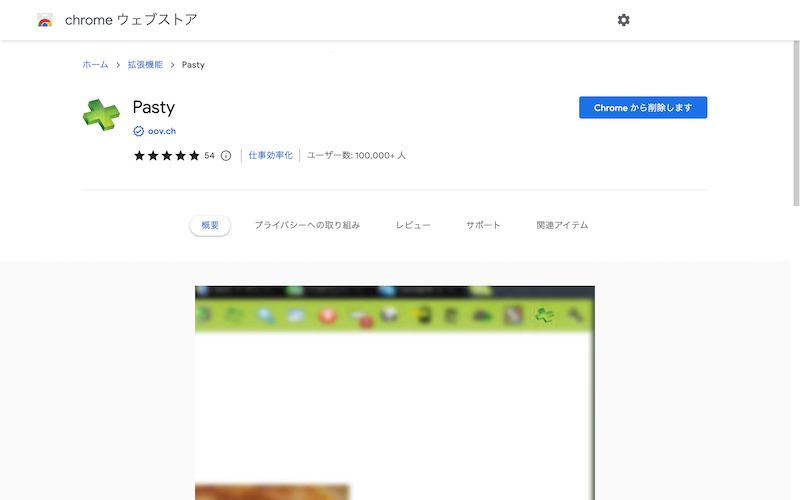 chrome ウェブストア
ホーム > 拡張機能 > Pasty
Pasty
Chrome から削除します
oov.ch
54 仕事効率化 ユーザー数: 100,000+ 人
概要 プライバシーへの取り組み レビュー サポート 関連アイテム